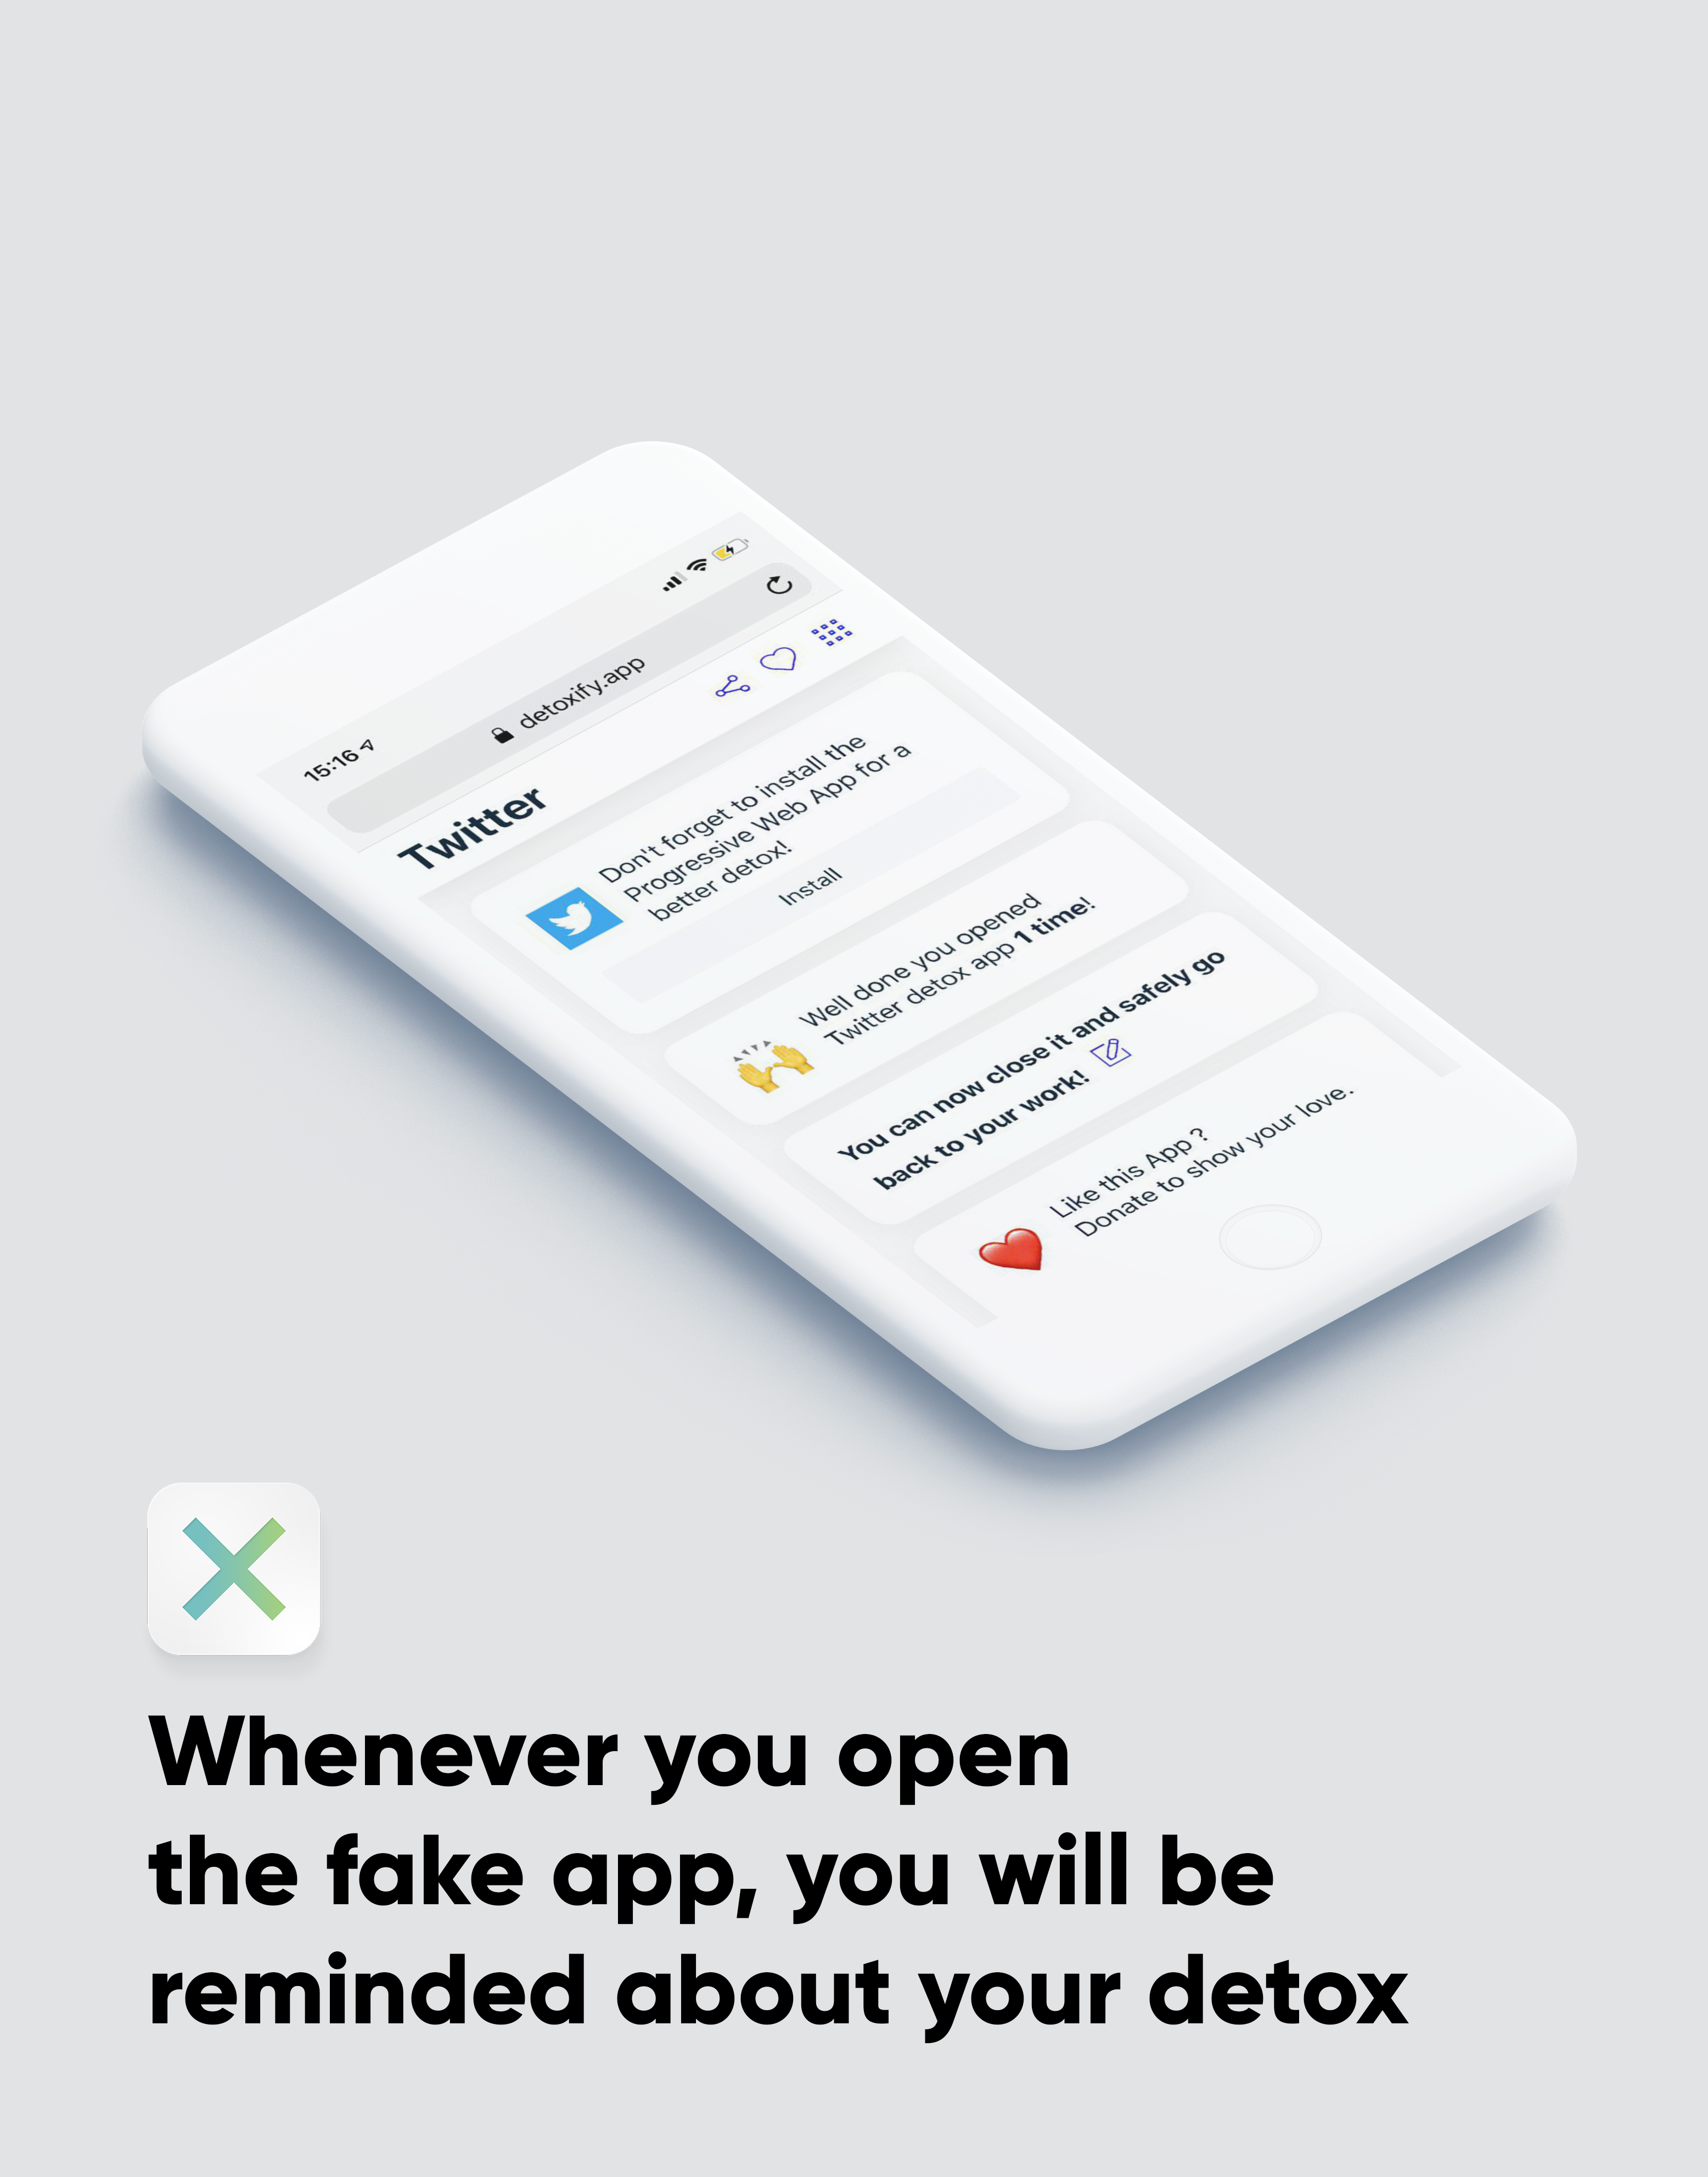 15:16
detoxify.app
Twitter
Don't forget to install the
Progressive Web App for a
better detox!
Install
Well done you opened
Twitter detox app 1 time!
You can now close it and safely go
back to your work!
Like this App ?
Donate to show your love.
Whenever you open
the fake app, you will be
reminded about your detox